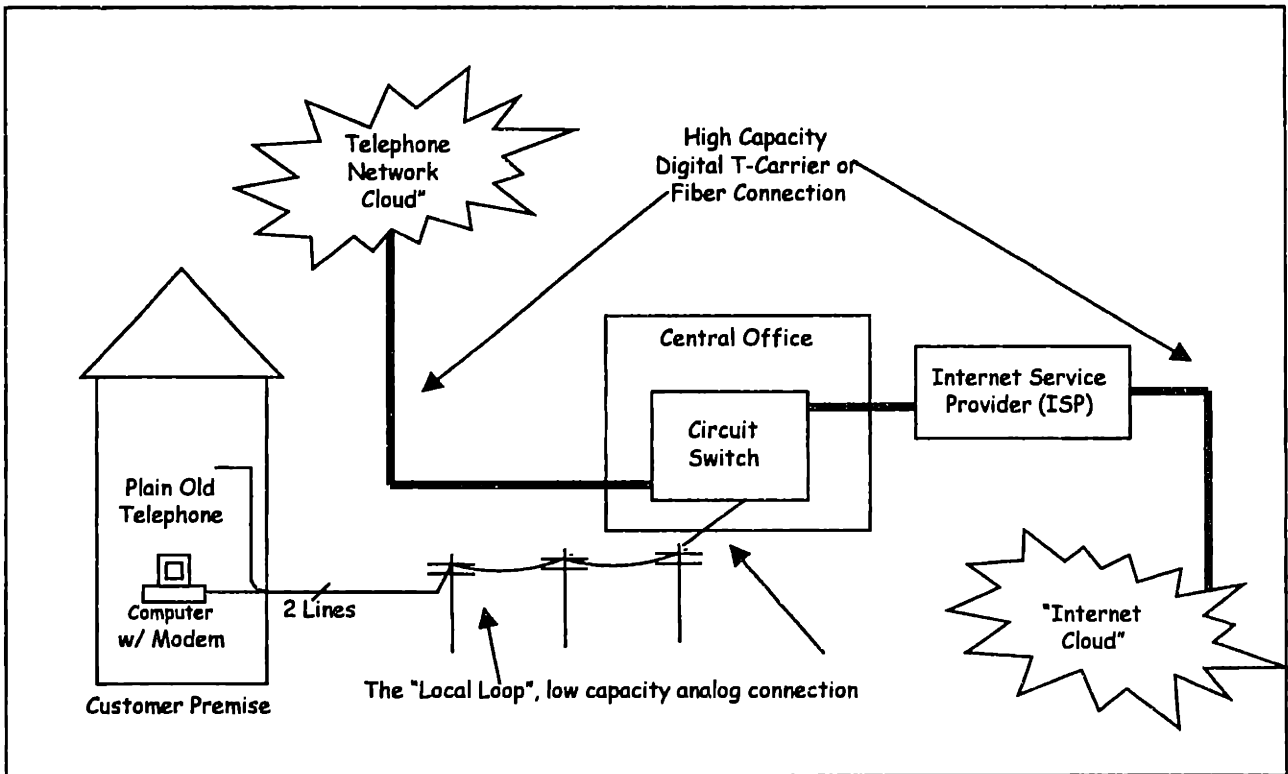 Telephone
Network
Cloud"
High Capacity
Digital T-Carrier or
Fiber Connection
Central Office
Internet Service
Provider (ISP)
Circuit
Switch
Plain Old
Telephone
Computer
w/ Modem
2 Lines
"Internet
Cloud"
The "Local Loop", low capacity analog connection
Customer Premise